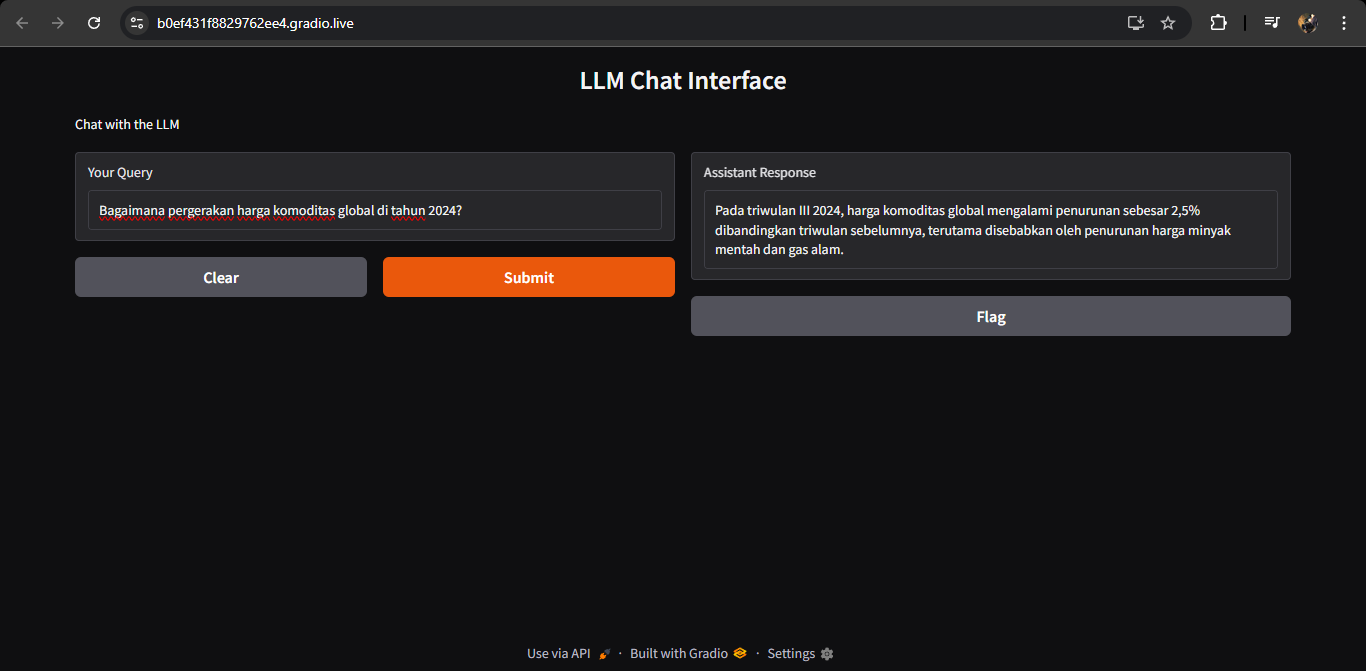 b0ef431f8829762ee4.gradio.live
LLM Chat Interface
Chat with the LLM
Your Query
Bagaimana pergerakan harga komoditas global di tahun 2024?
Clear
Submit
Assistant Response
Pada triwulan III 2024, harga komoditas global mengalami penurunan sebesar 2,5%
dibandingkan triwulan sebelumnya, terutama disebabkan oleh penurunan harga minyak
mentah dan gas alam.
Flag
Use via API · Built with Gradio · Settings